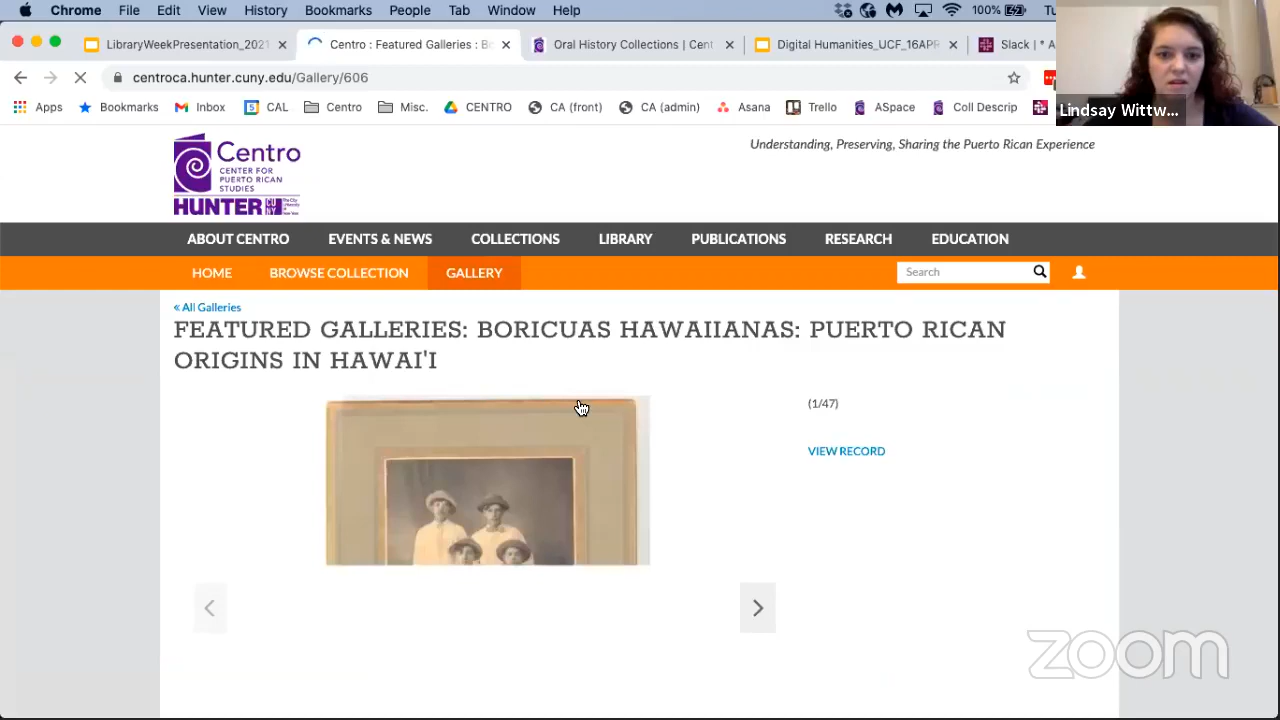 Chrome File Edit View History Bookmarks People Tab Window Help 100% Tu
LibraryWeekPresentation_2021 Centro : Featured Galleries : Bo Oral History Collections | Cent Digital Humanities_UCF_16APR Slack | * A
centroca.hunter.cuny.edu/Gallery/606
Apps Bookmarks Inbox 5 CAL Centro Misc. CENTRO CA (front) CA (admin) Asana Trello ASpace Coll Descrip
Lindsay Wittw...
Centro
CENTER FOR
PUERTO RICAN
STUDIES
HUNTER
Understanding, Preserving, Sharing the Puerto Rican Experience
ABOUT CENTRO EVENTS & NEWS COLLECTIONS LIBRARY PUBLICATIONS RESEARCH EDUCATION
HOME BROWSE COLLECTION GALLERY Search
« All Galleries
FEATURED GALLERIES: BORICUAS HAWAIIANAS: PUERTO RICAN
ORIGINS IN HAWAI'I
(1/47)
VIEW RECORD
zoom